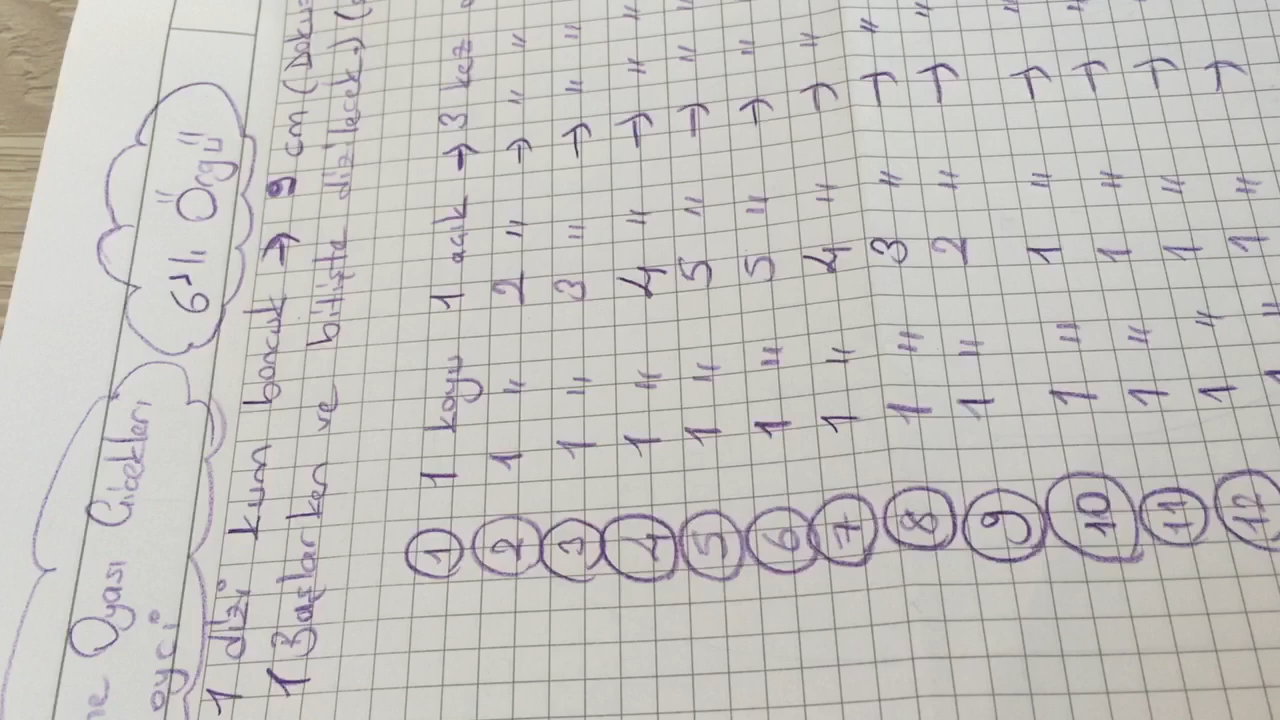 Oyası Çiçekleri
6'lı Örgü
1 dizi kum boncuk → 9 cm (
1 Başlarken ve bitişte dizilecek) (
① 1 koyu 1 açık → 3 kez
② 1 " 2 " → " "
③ 1 " 3 " → " "
④ 1 " 4 " → " "
⑤ 1 " 5 " → " "
⑥ 1 " 5 " → "
⑦ 1 " 4 " → "
⑧ 1 " 3 " → "
⑨ 1 " 2 " → "
⑩ 1 " 1 " → "
⑪ 1 " 1 " → "
⑫ 1 " 1 " → "
1 " 1 " →